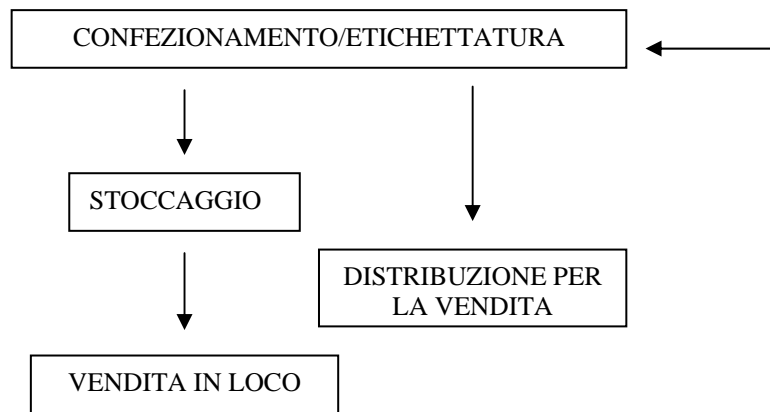 CONFEZIONAMENTO/ETICHETTATURA
STOCCAGGIO
DISTRIBUZIONE PER
LA VENDITA
VENDITA IN LOCO